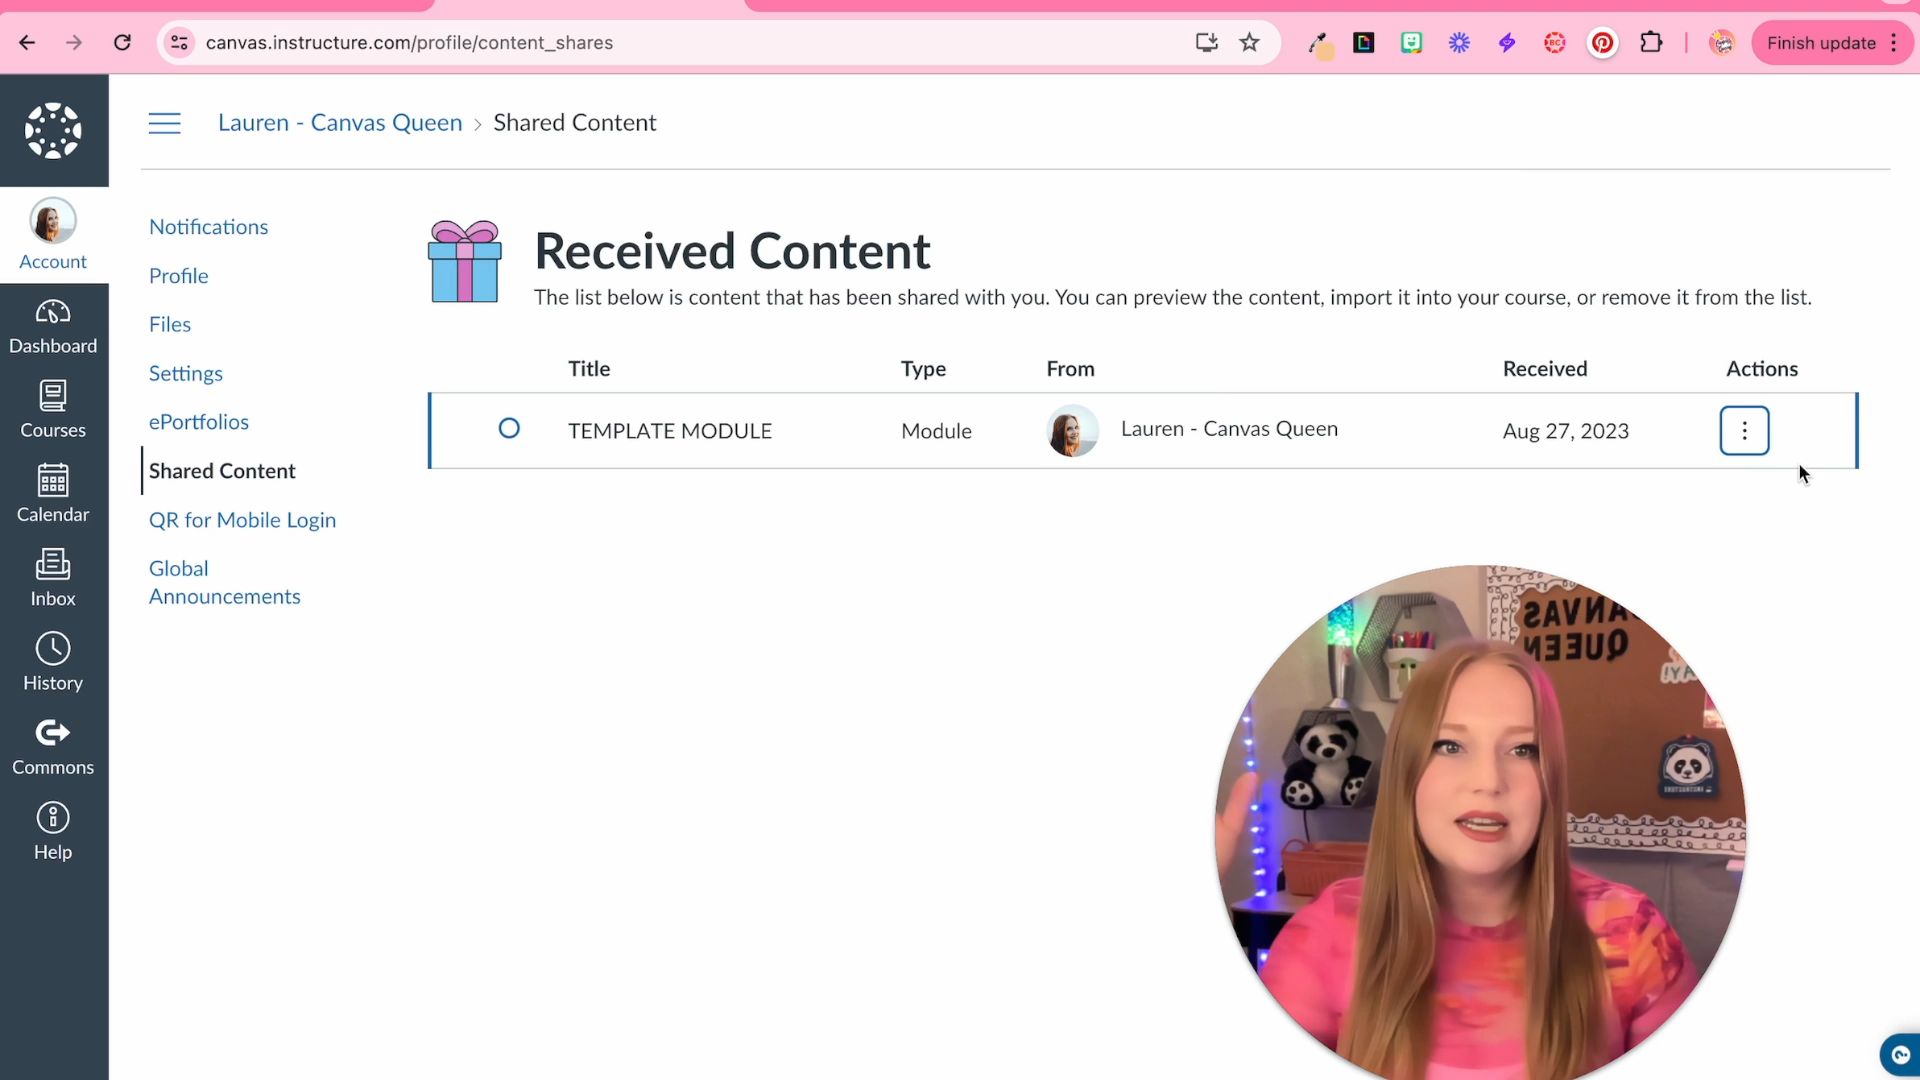 canvas.instructure.com/profile/content_shares
Finish update
Lauren - Canvas Queen > Shared Content
Account
Dashboard
Courses
Calendar
Inbox
History
Commons
Help
Notifications
Profile
Files
Settings
ePortfolios
Shared Content
QR for Mobile Login
Global
Announcements
Received Content
The list below is content that has been shared with you. You can preview the content, import it into your course, or remove it from the list.
Title Type From Received Actions
TEMPLATE MODULE Module Lauren - Canvas Queen Aug 27, 2023
CANVAS
QUEEN